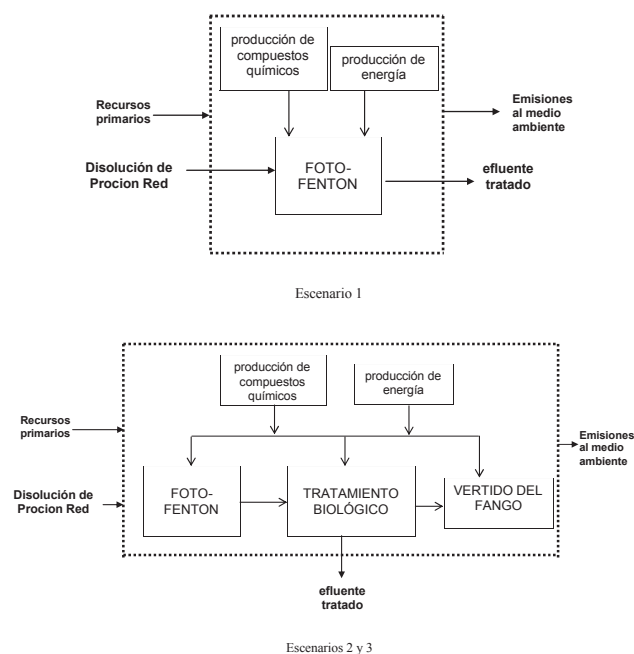 producción de
compuestos
químicos
producción de
energía
Recursos
primarios
Emisiones
al medio
ambiente
Disolución de
Procion Red
FOTO-
FENTON
efluente
tratado
Escenario 1
producción de
compuestos
químicos
producción de
energía
Recursos
primarios
Emisiones
al medio
ambiente
Disolución de
Procion Red
FOTO-
FENTON
TRATAMIENTO
BIOLÓGICO
VERTIDO DEL
FANGO
efluente
tratado
Escenarios 2 y 3